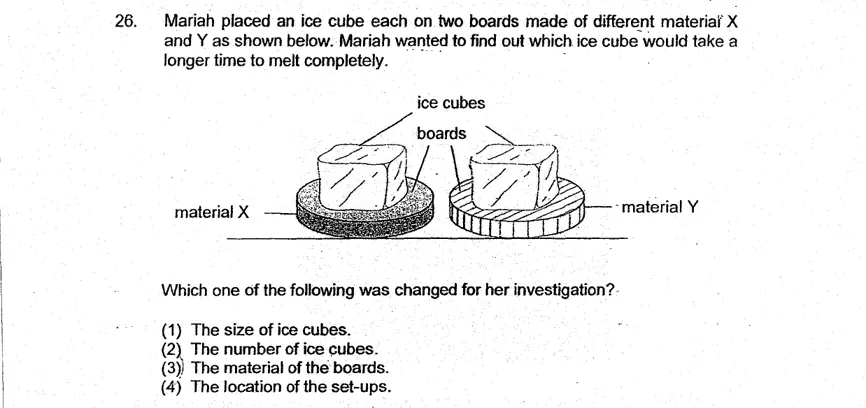 26. Mariah placed an ice cube each on two boards made of different material X
and Y as shown below. Mariah wanted to find out which ice cube would take a
longer time to melt completely.
ice cubes
boards
material X
material Y
Which one of the following was changed for her investigation?
(1) The size of ice cubes.
(2) The number of ice cubes.
(3) The material of the boards.
(4) The location of the set-ups.